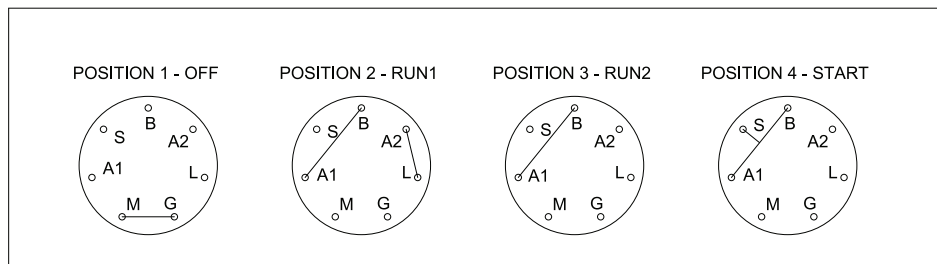 POSITION 1 - OFF
POSITION 2 - RUN1
POSITION 3 - RUN2
POSITION 4 - START
B
S
A2
A1
L
M
G
B
S
A2
A1
L
M
G
B
S
A2
A1
L
M
G
B
S
A2
A1
L
M
G